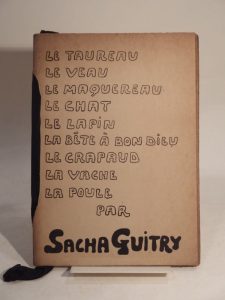 LE TAUREAU
LE VEAU
LE MAQUEREAU
LE CHAT
LE LAPIN
LA BÊTE À BON DIEU
LE CRAPAUD
LA VACHE
LA POULE
PAR
SACHA GUITRY